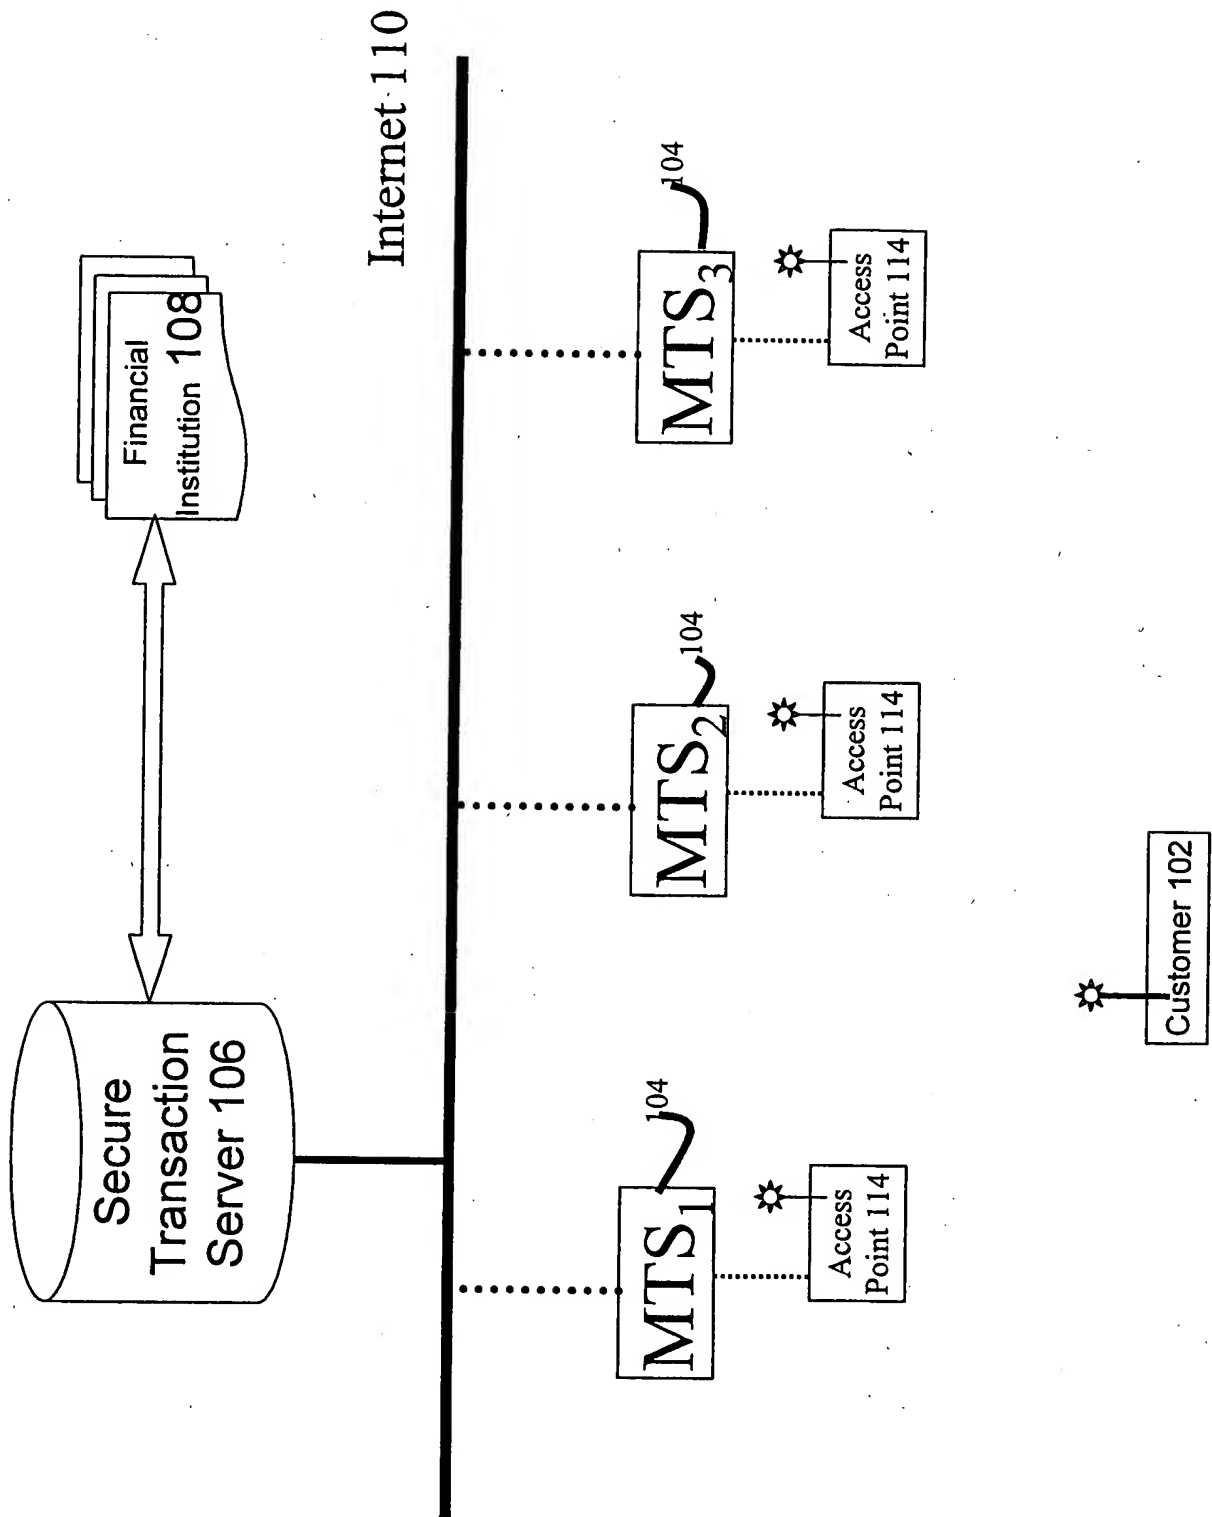 Secure
Transaction
Server 106
Financial
Institution 108
Internet 110
MTS1
104
MTS2
104
MTS3
104
Access
Point 114
Access
Point 114
Access
Point 114
Customer 102